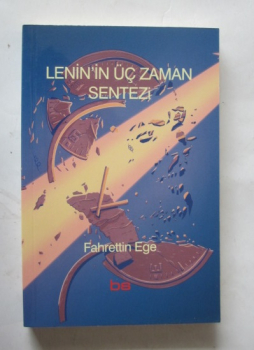 LENİN'İN ÜÇ ZAMAN
SENTEZİ
Fahrettin Ege
bs